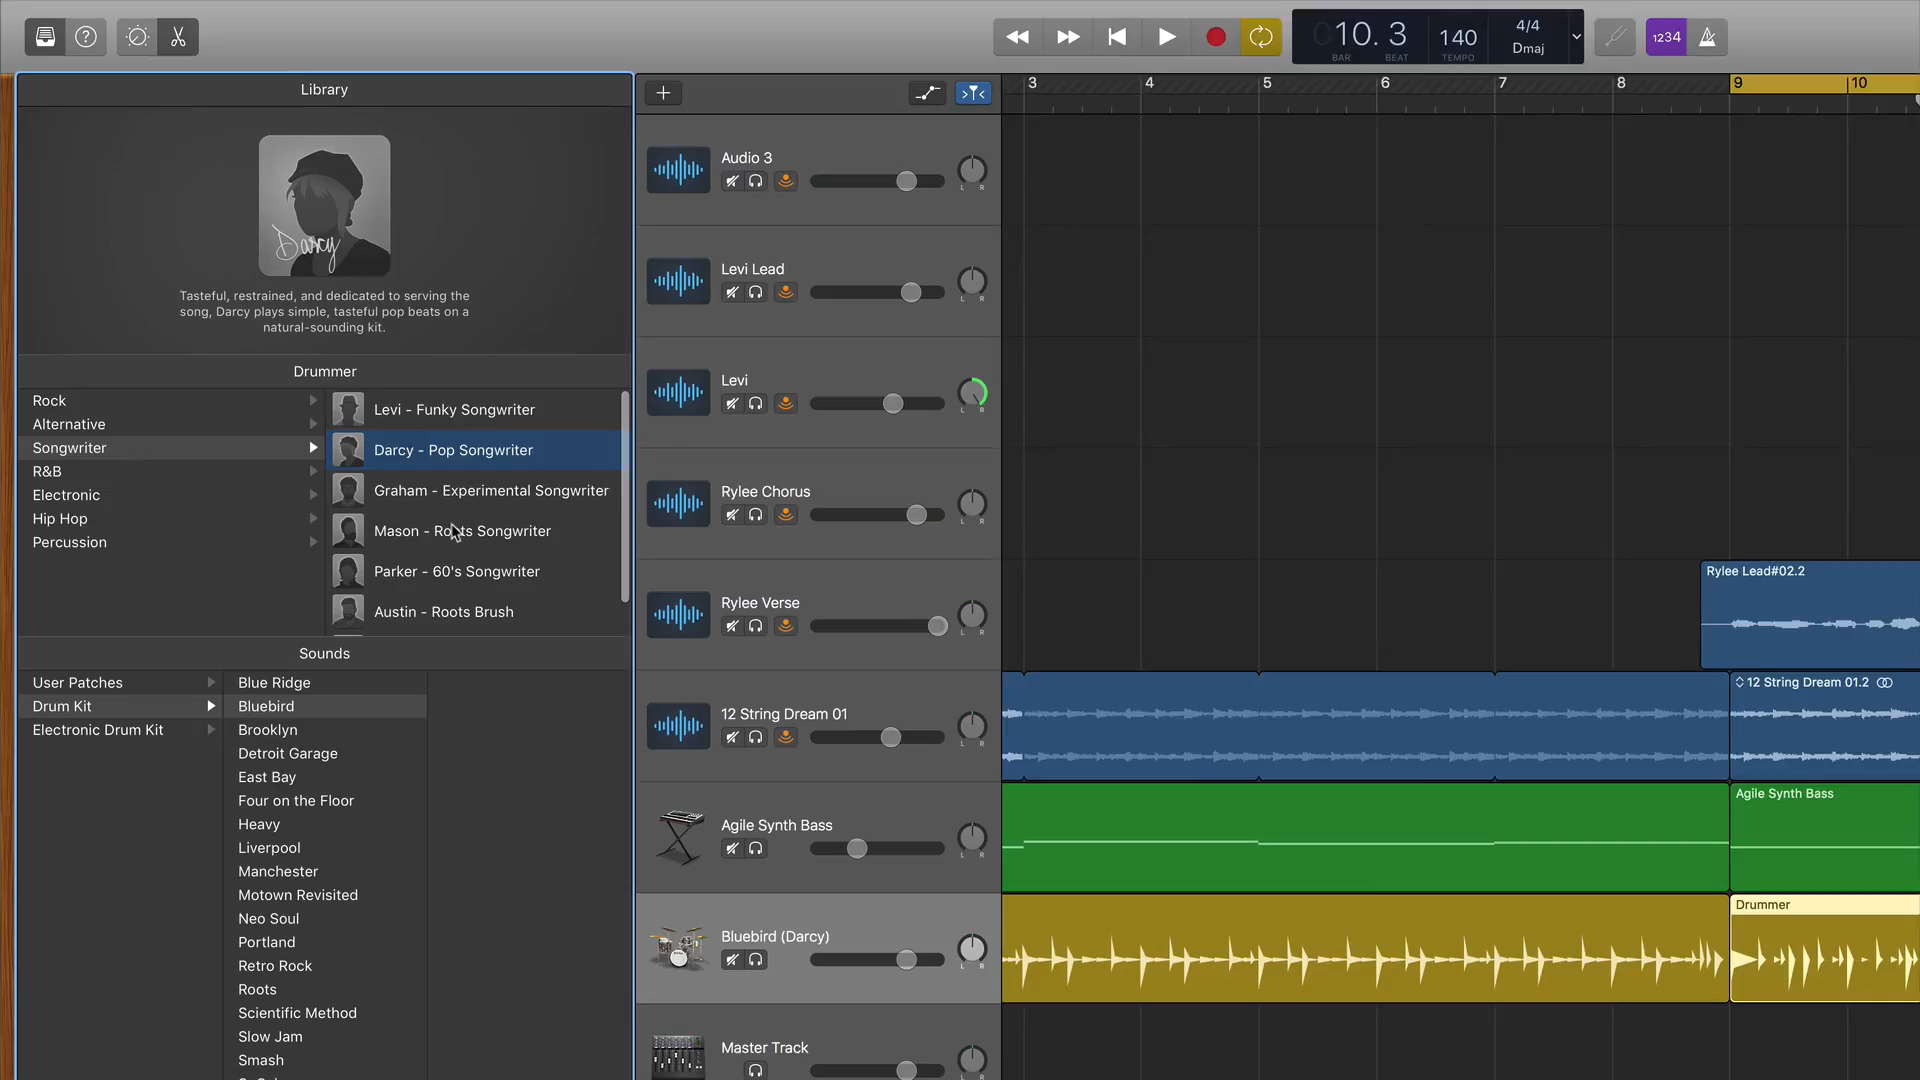 10. 3
140
4/4
Dmaj
BAR
BEAT
TEMPO
1234
Library
Darcy
Tasteful, restrained, and dedicated to serving the
song, Darcy plays simple, tasteful pop beats on a
natural-sounding kit.
Drummer
Rock
Alternative
Songwriter
R&B
Electronic
Hip Hop
Percussion
Levi - Funky Songwriter
Darcy - Pop Songwriter
Graham - Experimental Songwriter
Mason - Roots Songwriter
Parker - 60's Songwriter
Austin - Roots Brush
Sounds
User Patches
Drum Kit
Electronic Drum Kit
Blue Ridge
Bluebird
Brooklyn
Detroit Garage
East Bay
Four on the Floor
Heavy
Liverpool
Manchester
Motown Revisited
Neo Soul
Portland
Retro Rock
Roots
Scientific Method
Slow Jam
Smash
Audio 3
L R
Levi Lead
L R
Levi
L R
Rylee Chorus
L R
Rylee Verse
L R
12 String Dream 01
L R
Agile Synth Bass
L R
Bluebird (Darcy)
L R
Master Track
L R
3 4 5 6 7 8 9 10
Rylee Lead#02.2
12 String Dream 01.2
Agile Synth Bass
Drummer